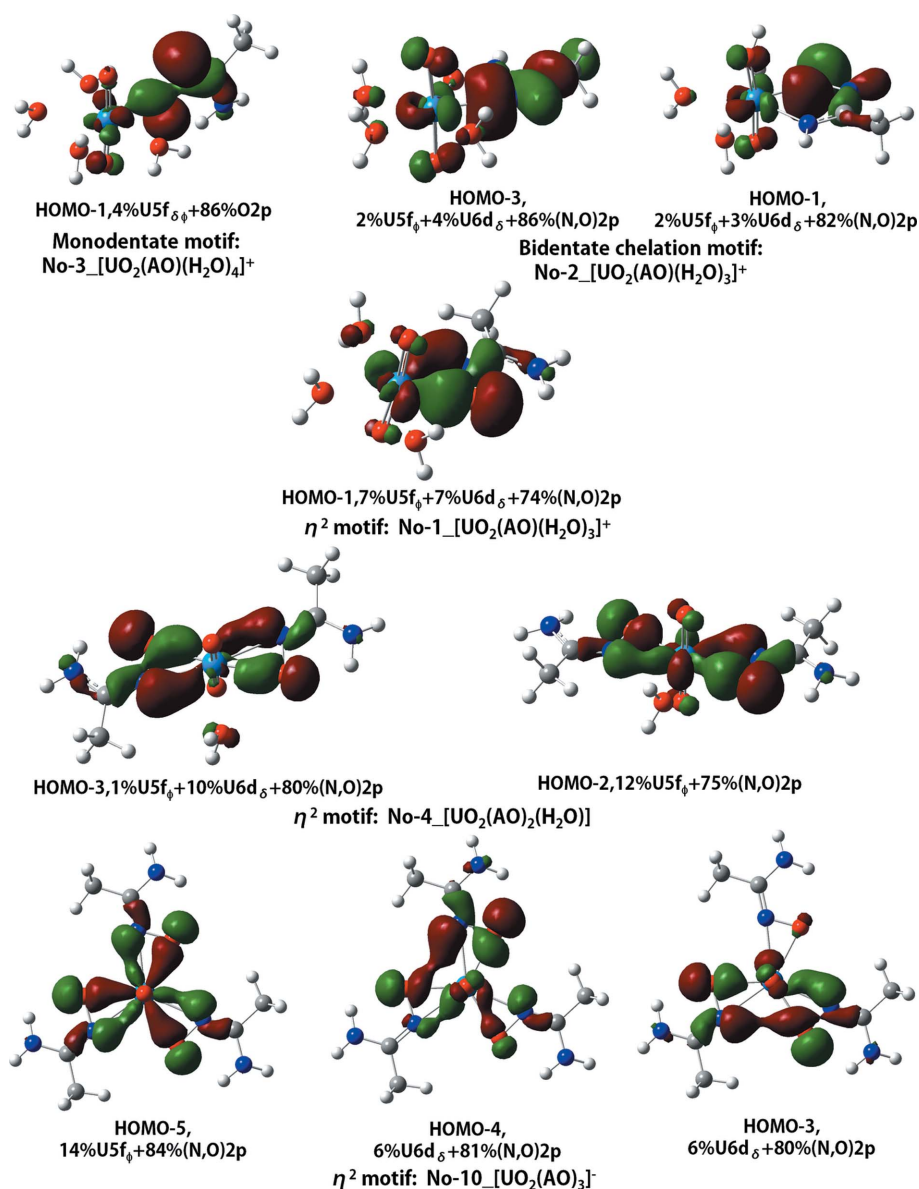 HOMO-1,4%U5f δϕ+86%O2p
Monodentate motif:
No-3_[UO₂(AO)(H₂O)₄]⁺
HOMO-3,
2%U5fϕ+4%U6dδ+86%(N,O)2p
HOMO-1,
2%U5fϕ+3%U6dδ+82%(N,O)2p
Bidentate chelation motif:
No-2_[UO₂(AO)(H₂O)₃]⁺
HOMO-1,7%U5fϕ+7%U6dδ+74%(N,O)2p
η² motif: No-1_[UO₂(AO)(H₂O)₃]⁺
HOMO-3,1%U5fϕ+10%U6dδ+80%(N,O)2p
HOMO-2,12%U5fϕ+75%(N,O)2p
η² motif: No-4_[UO₂(AO)₂(H₂O)]
HOMO-5,
14%U5fϕ+84%(N,O)2p
HOMO-4,
6%U6dδ+81%(N,O)2p
HOMO-3,
6%U6dδ+80%(N,O)2p
η² motif: No-10_[UO₂(AO)₃]⁻